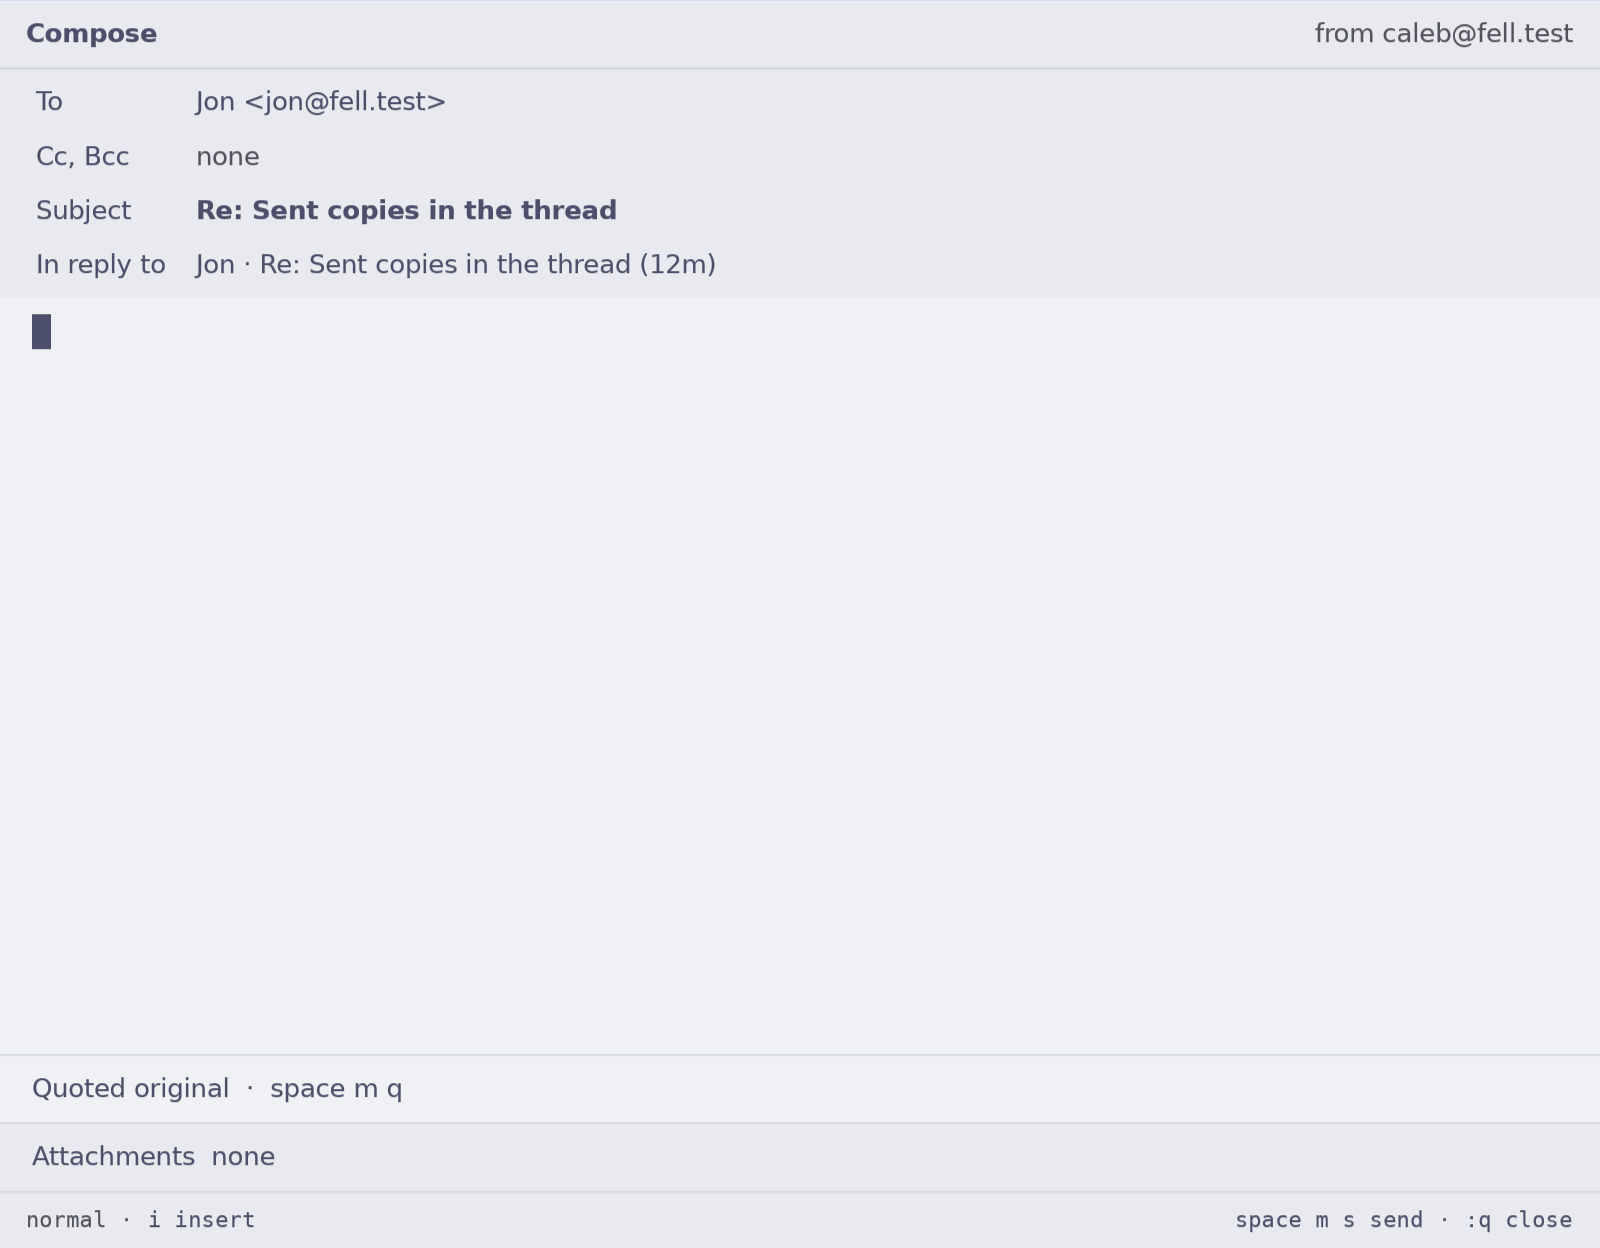 Compose from caleb@fell.test
To Jon <jon@fell.test>
Cc, Bcc none
Subject Re: Sent copies in the thread
In reply to Jon · Re: Sent copies in the thread (12m)
Quoted original · space m q
Attachments none
normal · i insert space m s send · :q close